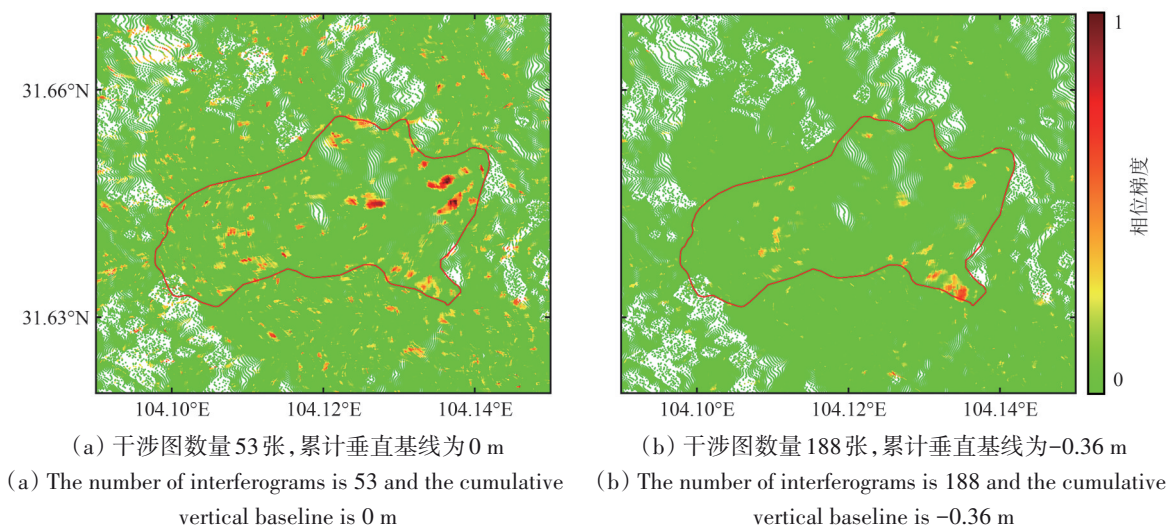 31.66°N
31.63°N
104.10°E
104.12°E
104.14°E
104.10°E
104.12°E
104.14°E
1
相位梯度
0
(a) 干涉图数量53张,累计垂直基线为0 m
(a) The number of interferograms is 53 and the cumulative
vertical baseline is 0 m
(b) 干涉图数量188张,累计垂直基线为-0.36 m
(b) The number of interferograms is 188 and the cumulative
vertical baseline is -0.36 m